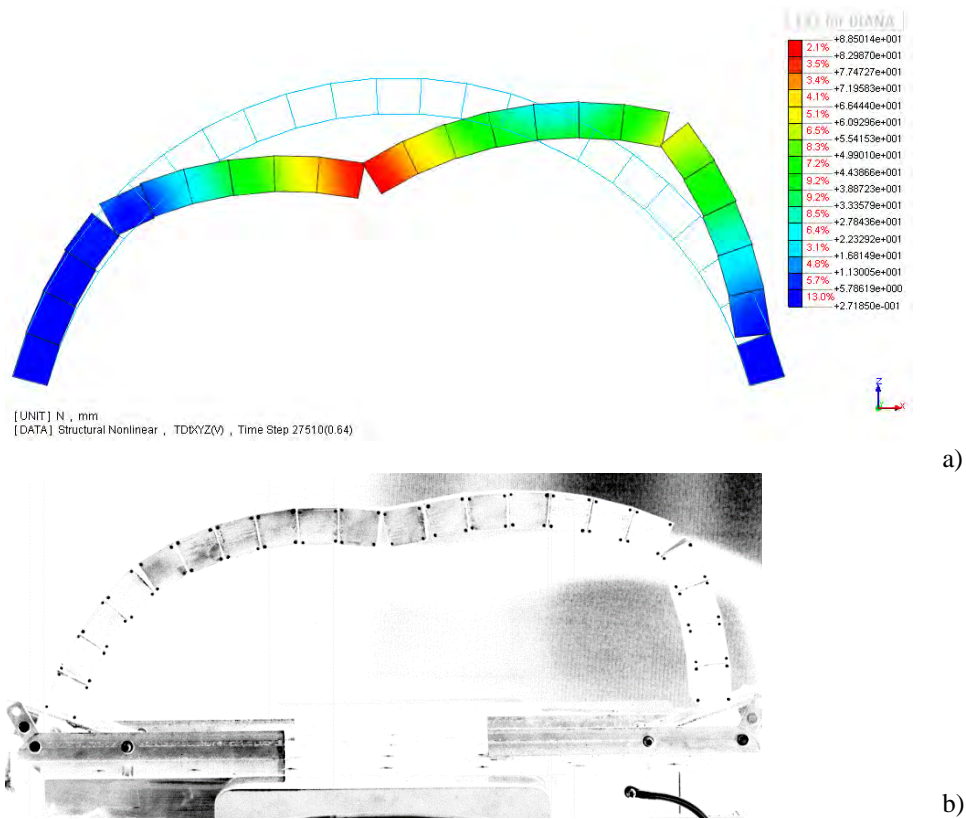 for DIANA
+8.85014e+001
2.1%
+8.29870e+001
3.5%
+7.74727e+001
3.4%
+7.19583e+001
4.1%
+6.64440e+001
5.1%
+6.09296e+001
6.5%
+5.54153e+001
8.3%
+4.99010e+001
7.2%
+4.43866e+001
9.2%
+3.88723e+001
9.2%
+3.33579e+001
8.5%
+2.78436e+001
6.4%
+2.23292e+001
3.1%
+1.68149e+001
4.8%
+1.13005e+001
5.7%
+5.78619e+000
13.0%
+2.71850e-001
Z
X
[UNIT] N , mm
[DATA] Structural Nonlinear , TDtXYZ(V) , Time Step 27510(0.64)
a)
b)